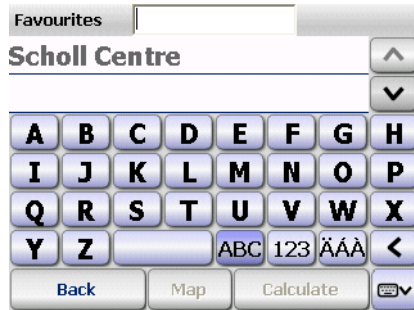 Favourites
Scholl Centre
A B C D E F G H
I J K L M N O P
Q R S T U V W X
Y Z ABC 123 ÄÁÀ <
Back Map Calculate